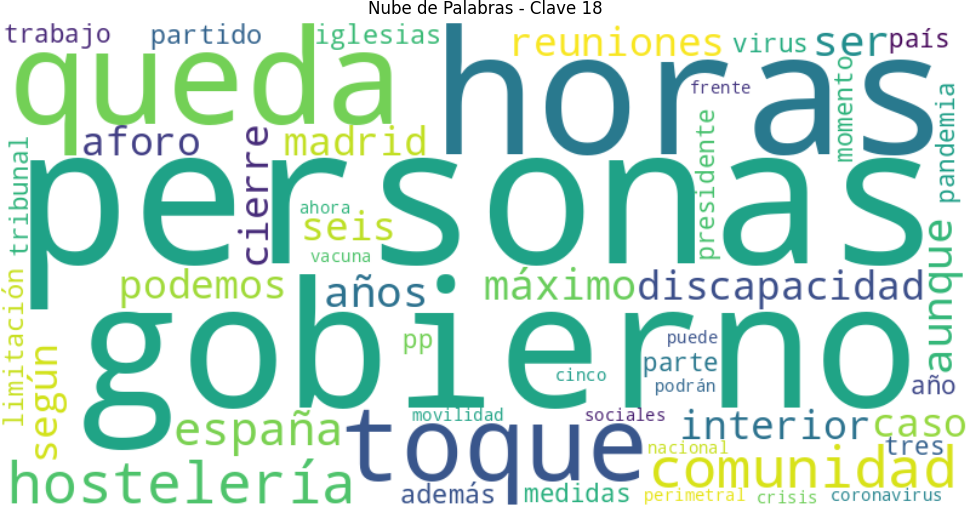 Nube de Palabras - Clave 18
trabajo
partido
iglesias
reuniones
virus
ser
país
queda
horas
frente
momento
pandemia
aforo
cierre
madrid
presidente
tribunal
personas
ahora
seis
vacuna
aunque
podemos
años
máximo
discapacidad
limitación
gobierno
pp
puede
parte
cinco
podrán
año
según
españa
toque
movilidad
sociales
interior
caso
tres
nacional
hostelería
comunidad
además
medidas
perimetral
crisis
coronavirus